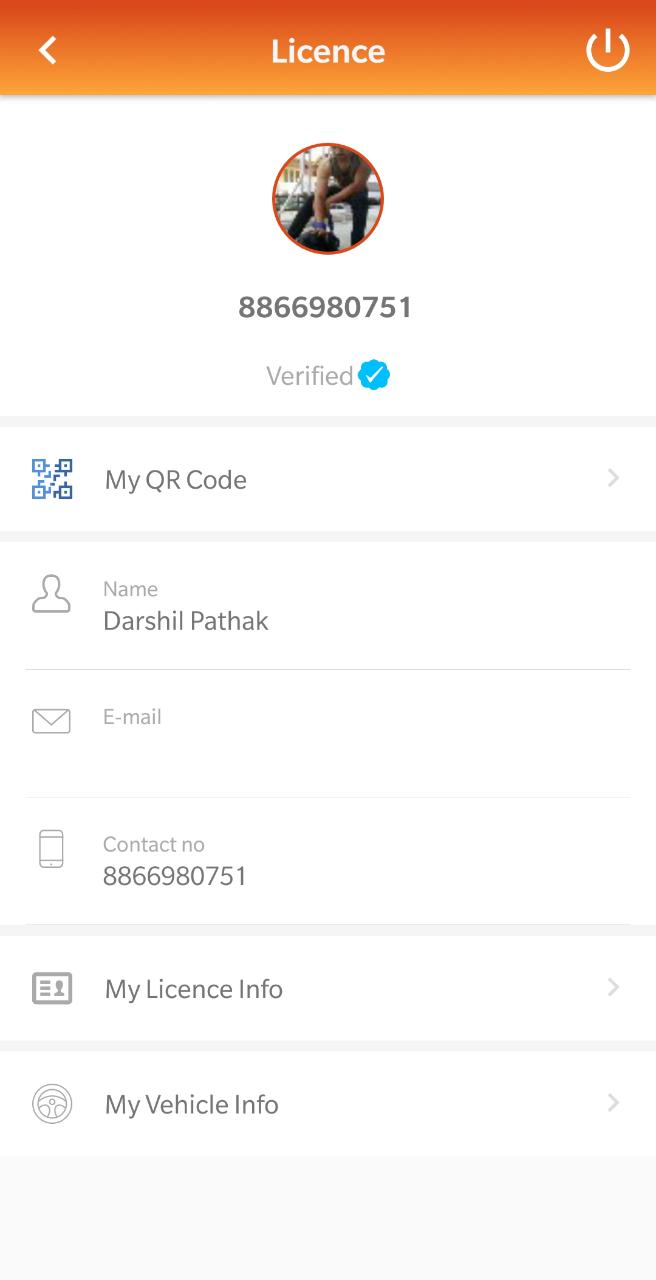 Licence
8866980751
Verified
My QR Code
Name
Darshil Pathak
E-mail
Contact no
8866980751
My Licence Info
My Vehicle Info